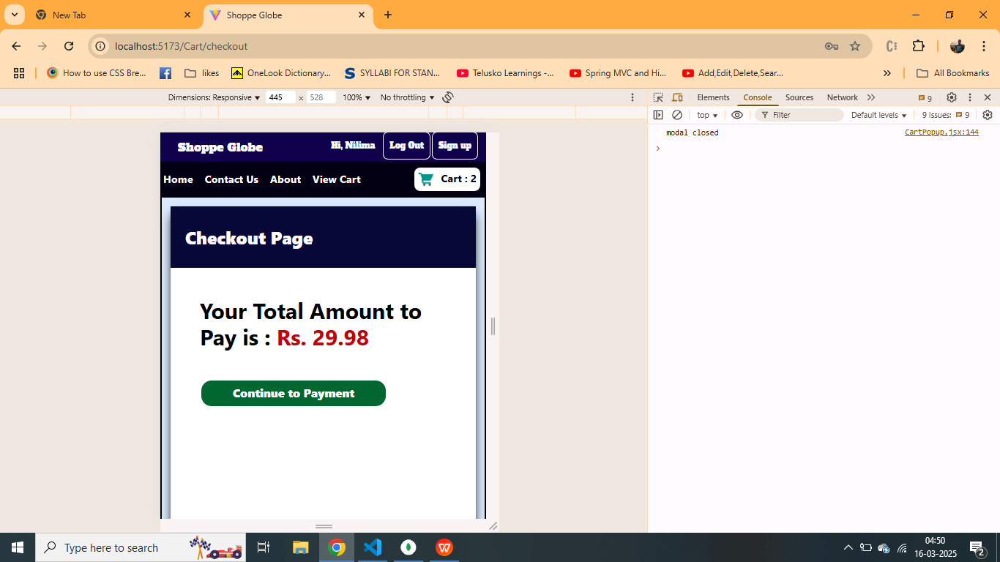 New Tab
Shoppe Globe
localhost:5173/Cart/checkout
How to use CSS Bre...
likes
OneLook Dictionary...
SYLLABI FOR STAN...
Telusko Learnings -...
Spring MVC and Hi...
Add,Edit,Delete,Sear...
All Bookmarks
Dimensions: Responsive
445
×
528
100%
No throttling
Elements
Console
Sources
Network
9
top
Filter
Default levels
9 Issues:
9
modal closed
CartPopup.jsx:144
Shoppe Globe
Hi, Nilima
Log Out
Sign up
Home
Contact Us
About
View Cart
Cart : 2
Checkout Page
Your Total Amount to
Pay is : Rs. 29.98
Continue to Payment
Type here to search
04:50
16-03-2025
2